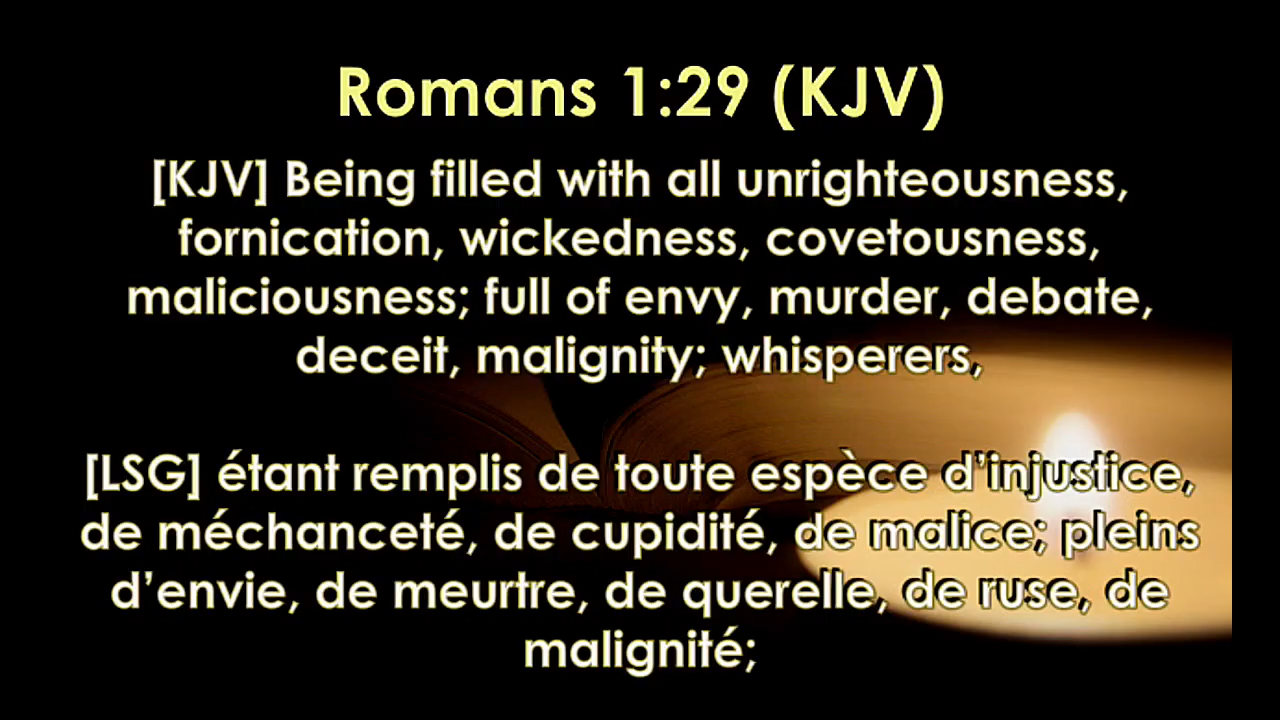 Romans 1:29 (KJV)
[KJV] Being filled with all unrighteousness,
fornication, wickedness, covetousness,
maliciousness; full of envy, murder, debate,
deceit, malignity; whisperers,
[LSG] étant remplis de toute espèce d’injustice,
de méchanceté, de cupidité, de malice; pleins
d’envie, de meurtre, de querelle, de ruse, de
malignité;